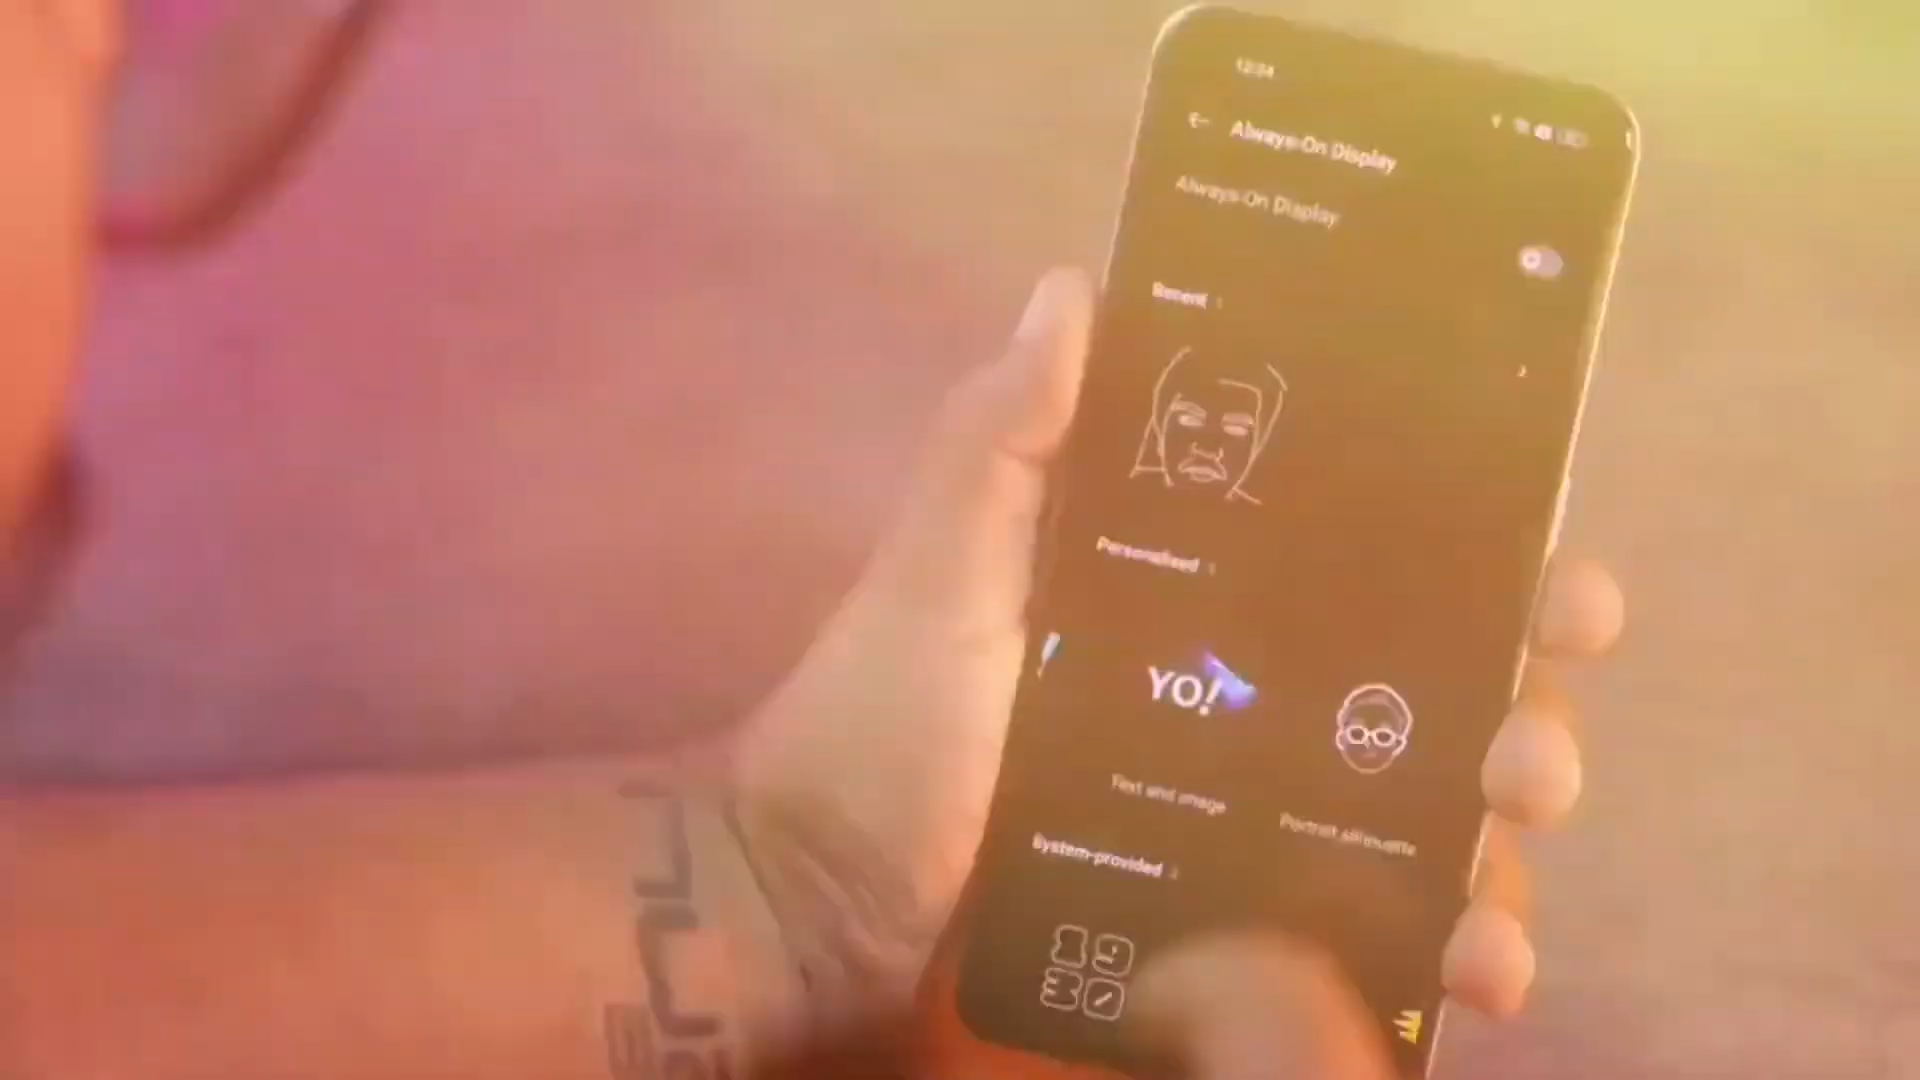 12:34
Always-On Display
Always-On Display
Recent
Personalised
YO!
Text and image
Portrait silhouette
System-provided
19
30